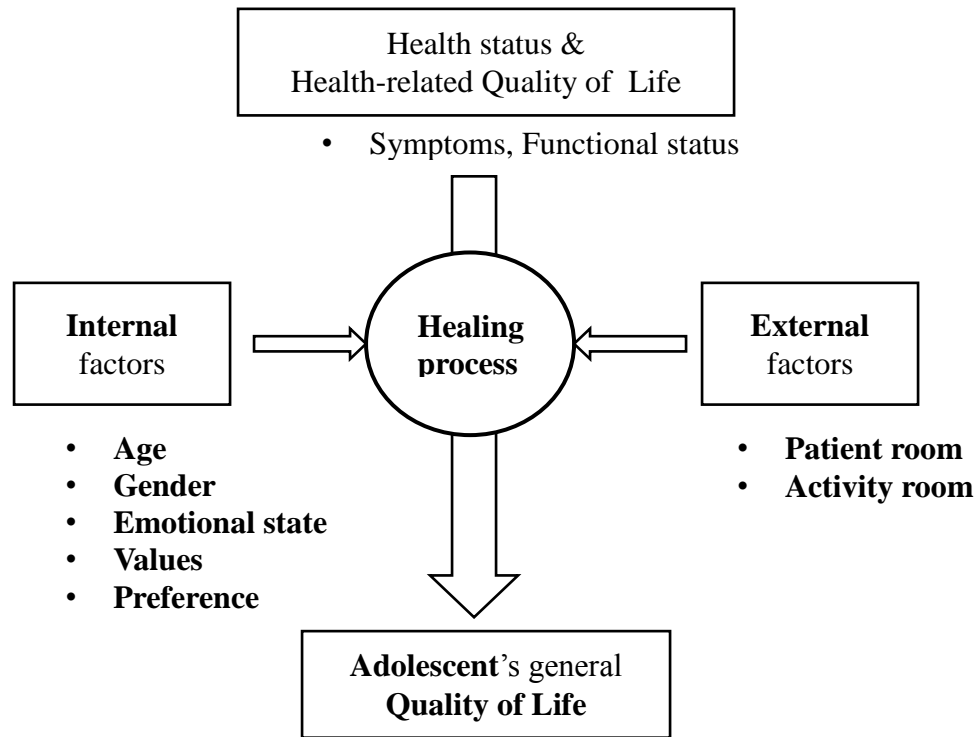 Health status &
Health-related Quality of Life
• Symptoms, Functional status
Internal
factors
Healing
process
External
factors
• Age
• Gender
• Emotional state
• Values
• Preference
• Patient room
• Activity room
Adolescent's general
Quality of Life